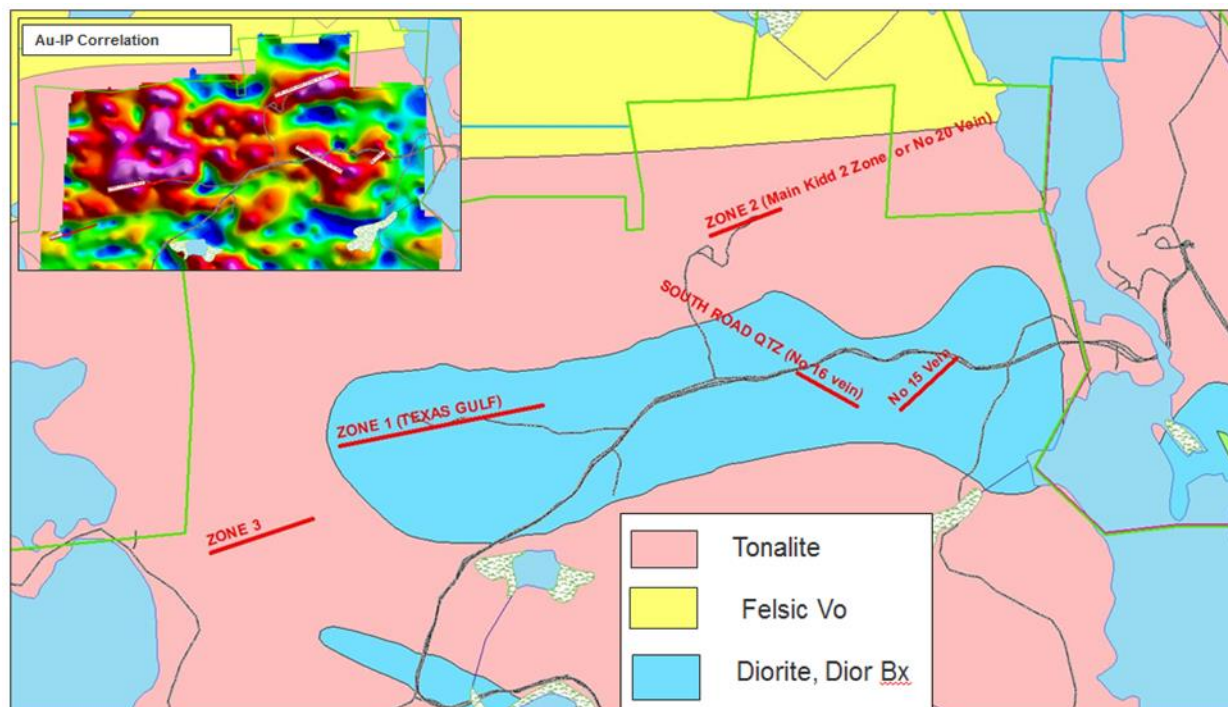 Au-IP Correlation
ZONE 2 (Main Kidd 2 Zone or No 20 Vein)
SOUTH ROAD QTZ (No 16 vein)
No 15 Vein
ZONE 1 (TEXAS GULF)
ZONE 3
Tonalite
Felsic Vo
Diorite, Dior Bx